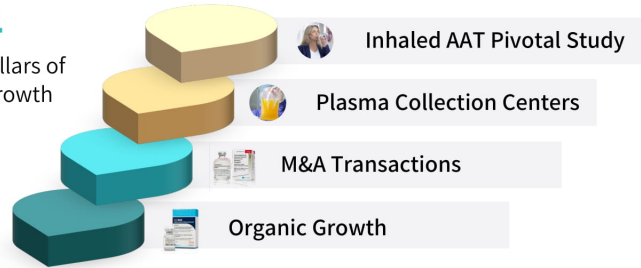 Inhaled AAT Pivotal Study
llars of
rowth
Plasma Collection Centers
M&A Transactions
Organic Growth